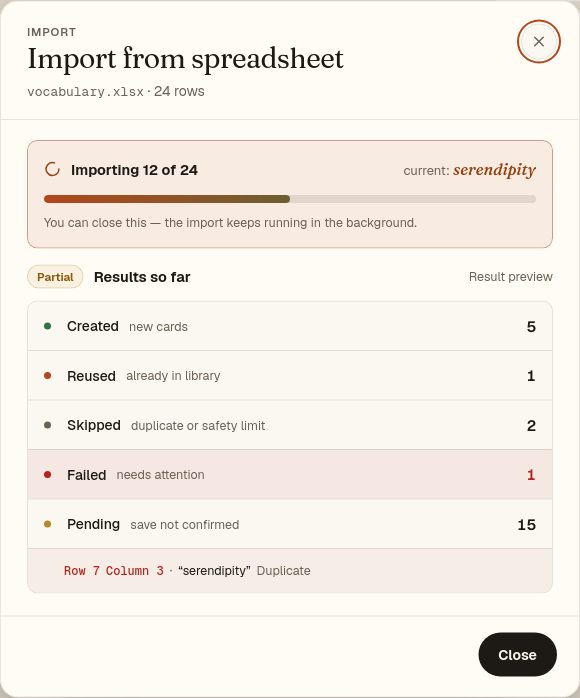 IMPORT
Import from spreadsheet
vocabulary.xlsx · 24 rows
Importing 12 of 24 current: serendipity
You can close this — the import keeps running in the background.
Partial Results so far Result preview
Created new cards 5
Reused already in library 1
Skipped duplicate or safety limit 2
Failed needs attention 1
Pending save not confirmed 15
Row 7 Column 3 · “serendipity” Duplicate
Close